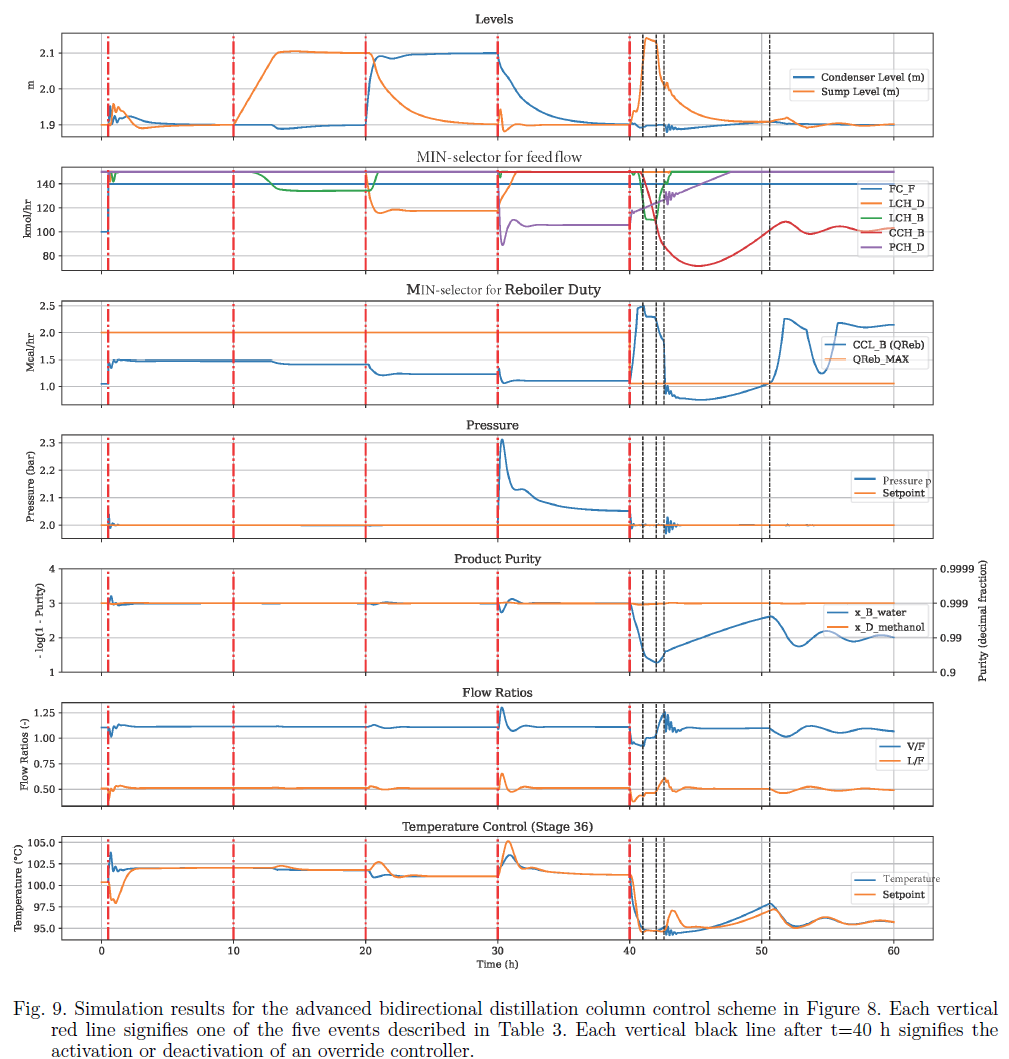 Levels
2.1
2.0
1.9
m
Condenser Level (m)
Sump Level (m)
MIN-selector for feed flow
140
120
100
80
kmol/hr
FC_F
LCH_D
LCH_B
CCH_B
PCH_D
MIN-selector for Reboiler Duty
2.5
2.0
1.5
1.0
Mcal/hr
CCL_B (QReb)
QReb_MAX
Pressure
2.3
2.2
2.1
2.0
Pressure (bar)
Pressure p
Setpoint
Product Purity
4
3
2
1
- log(1 - Purity)
0.9999
0.999
0.99
0.9
Purity (decimal fraction)
x_B_water
x_D_methanol
Flow Ratios
1.25
1.00
0.75
0.50
Flow Ratios (-)
V/F
L/F
Temperature Control (Stage 36)
105.0
102.5
100.0
97.5
95.0
Temperature (°C)
Temperature
Setpoint
0 10 20 30 40 50 60
Time (h)
Fig. 9. Simulation results for the advanced bidirectional distillation column control scheme in Figure 8. Each vertical
red line signifies one of the five events described in Table 3. Each vertical black line after t=40 h signifies the
activation or deactivation of an override controller.